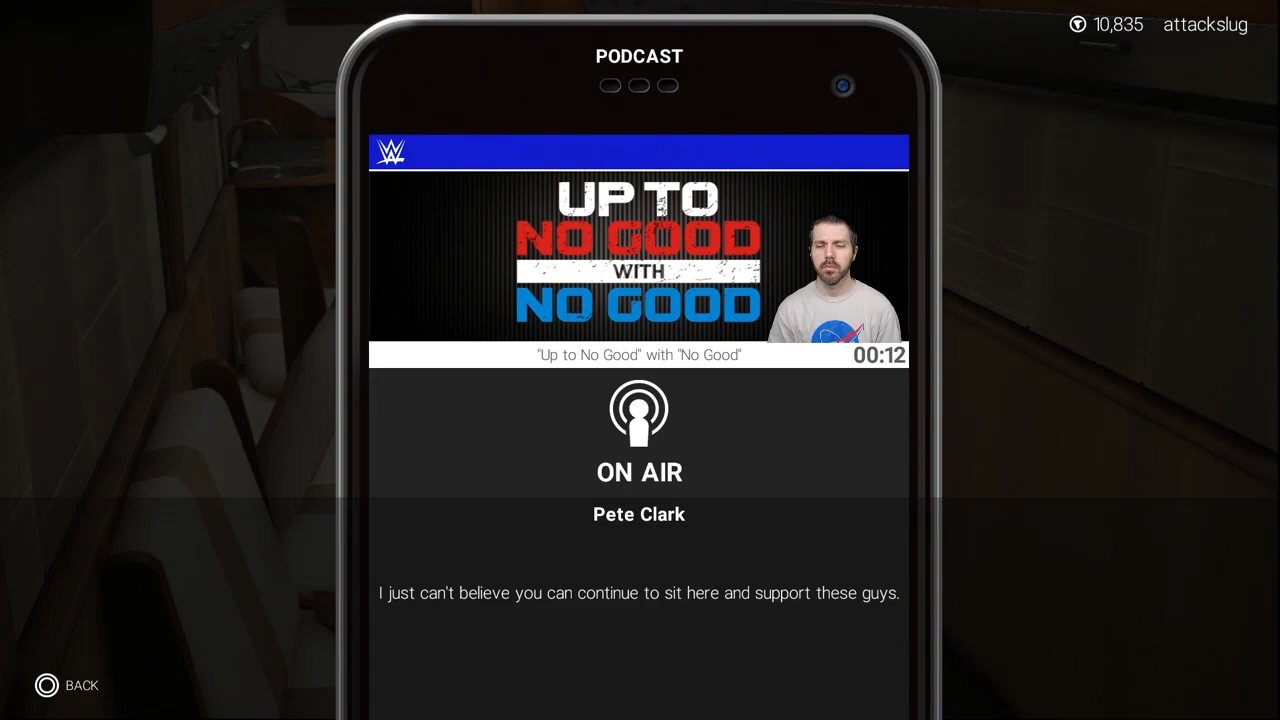 10,835 attackslug
PODCAST
W
UP TO
NO GOOD
WITH
NO GOOD
"Up to No Good" with "No Good"
00:12
ON AIR
Pete Clark
I just can't believe you can continue to sit here and support these guys.
BACK